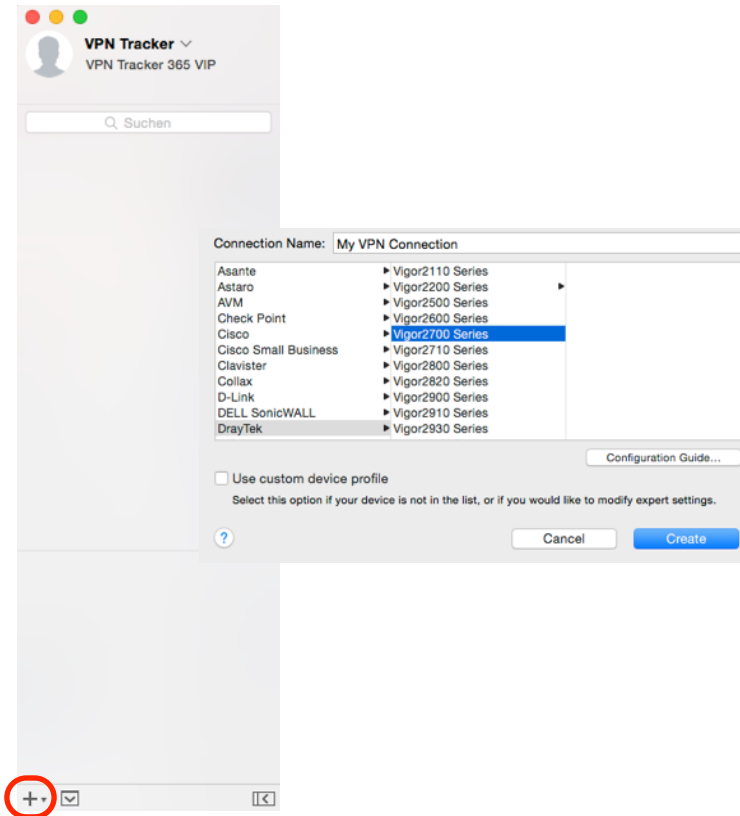 VPN Tracker
VPN Tracker 365 VIP
Suchen
Connection Name: My VPN Connection
Asante
Astaro
AVM
Check Point
Cisco
Cisco Small Business
Clavister
Collax
D-Link
DELL SonicWALL
DrayTek
Vigor2110 Series
Vigor2200 Series
Vigor2500 Series
Vigor2600 Series
Vigor2700 Series
Vigor2710 Series
Vigor2800 Series
Vigor2820 Series
Vigor2900 Series
Vigor2910 Series
Vigor2930 Series
Configuration Guide...
Use custom device profile
Select this option if your device is not in the list, or if you would like to modify expert settings.
? Cancel Create